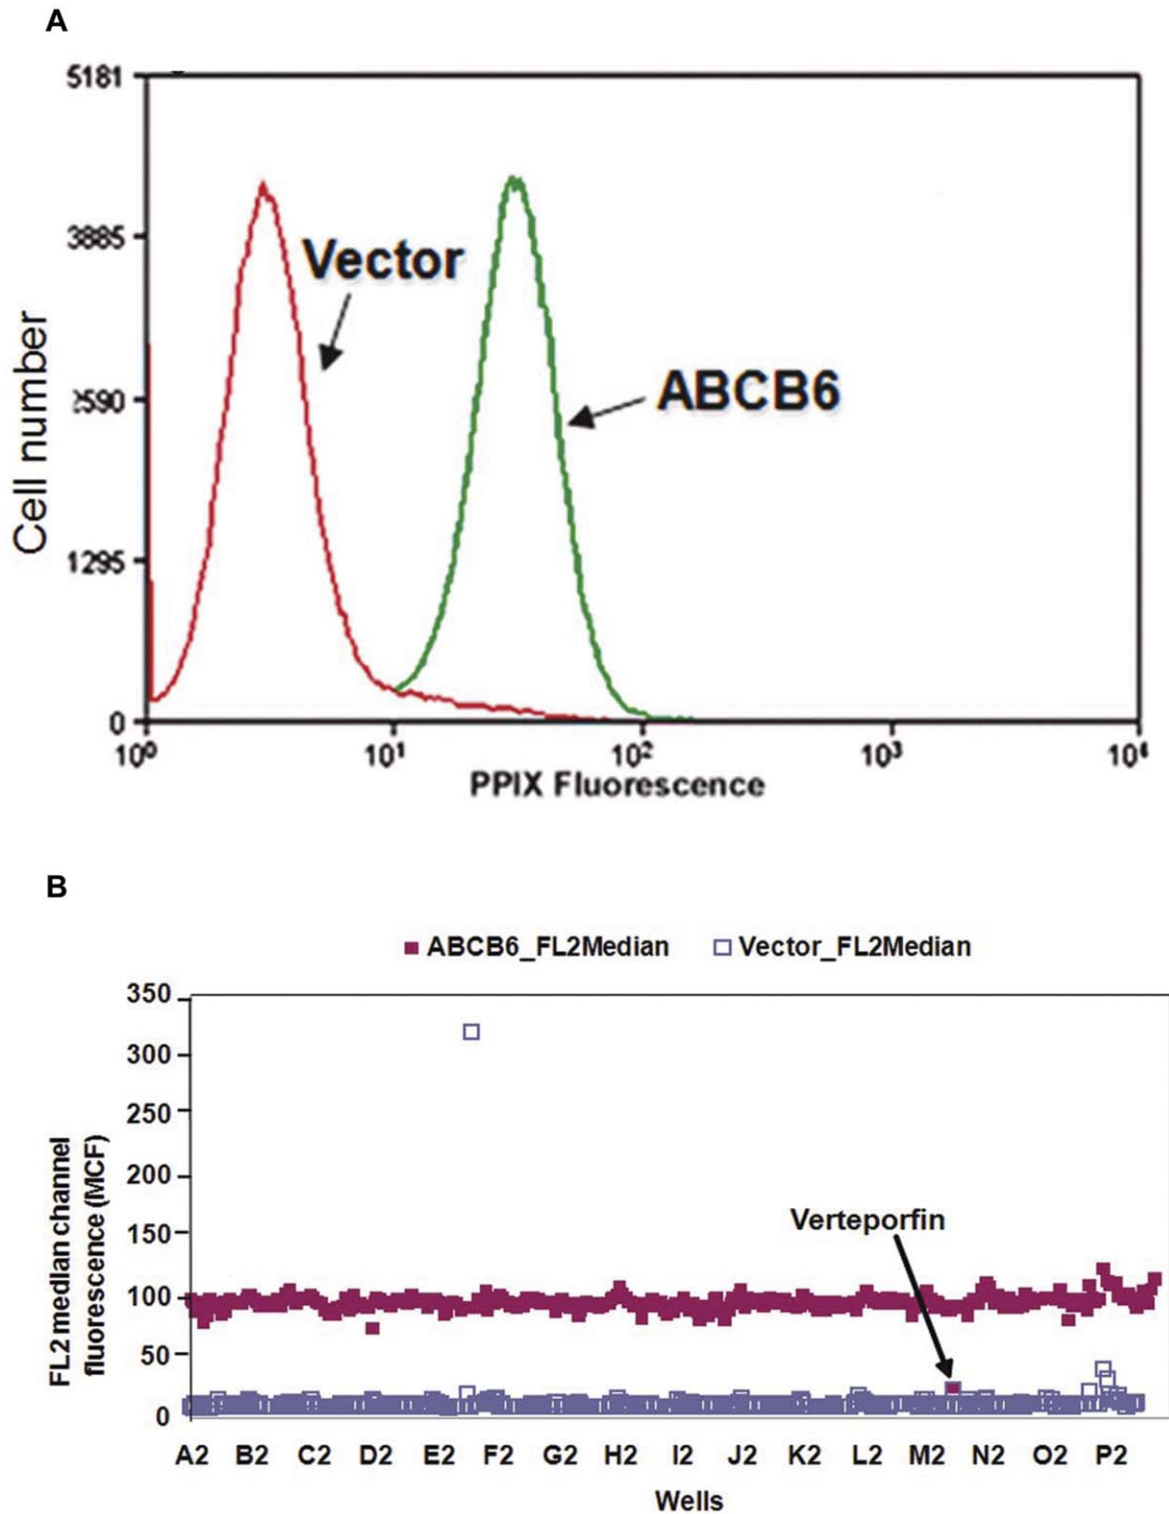 A
5181
3885
2590
1295
0
Cell number
Vector
ABCB6
10⁰ 10¹ 10² 10³ 10⁴
PPIX Fluorescence
B
ABCB6_FL2Median Vector_FL2Median
350
300
250
200
150
100
50
0
FL2 median channel
fluorescence (MCF)
Verteporfin
A2 B2 C2 D2 E2 F2 G2 H2 I2 J2 K2 L2 M2 N2 O2 P2
Wells